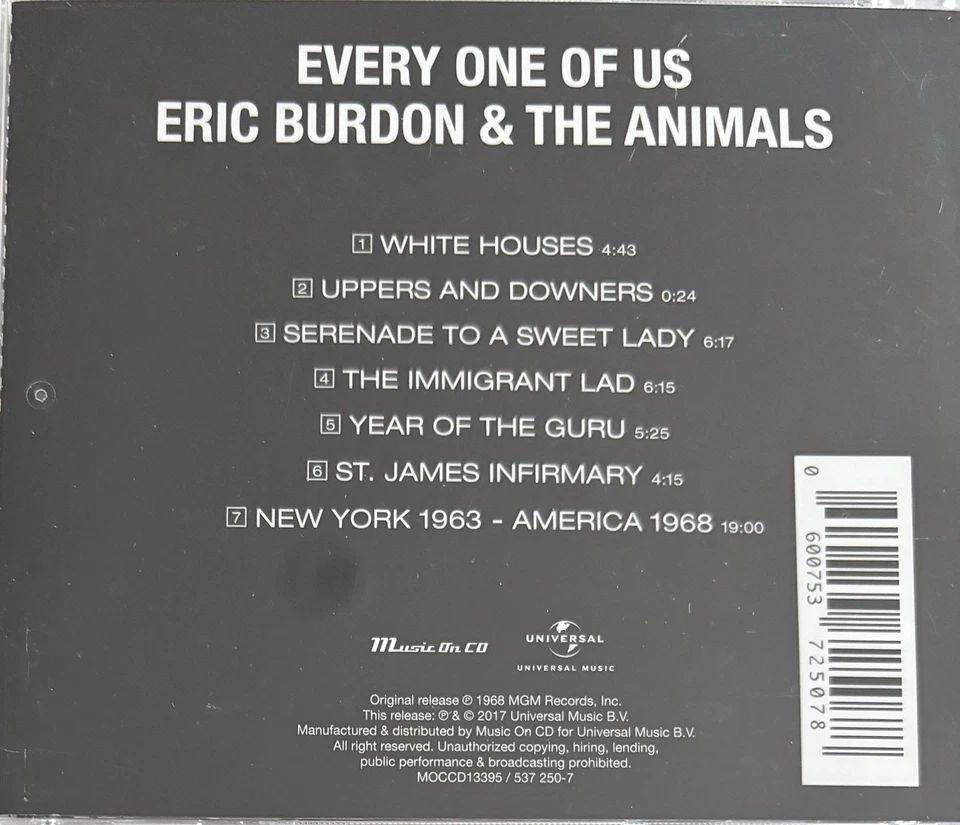 EVERY ONE OF US
ERIC BURDON & THE ANIMALS
1 WHITE HOUSES 4:43
2 UPPERS AND DOWNERS 0:24
3 SERENADE TO A SWEET LADY 6:17
4 THE IMMIGRANT LAD 6:15
5 YEAR OF THE GURU 5:25
6 ST. JAMES INFIRMARY 4:15
7 NEW YORK 1963 - AMERICA 1968 19:00
Music On CD
UNIVERSAL
UNIVERSAL MUSIC
Original release ℗ 1968 MGM Records, Inc.
This release: ℗ & © 2017 Universal Music B.V.
Manufactured & distributed by Music On CD for Universal Music B.V.
All right reserved. Unauthorized copying, hiring, lending,
public performance & broadcasting prohibited.
MOCCD13395 / 537 250-7
0 600753 725078